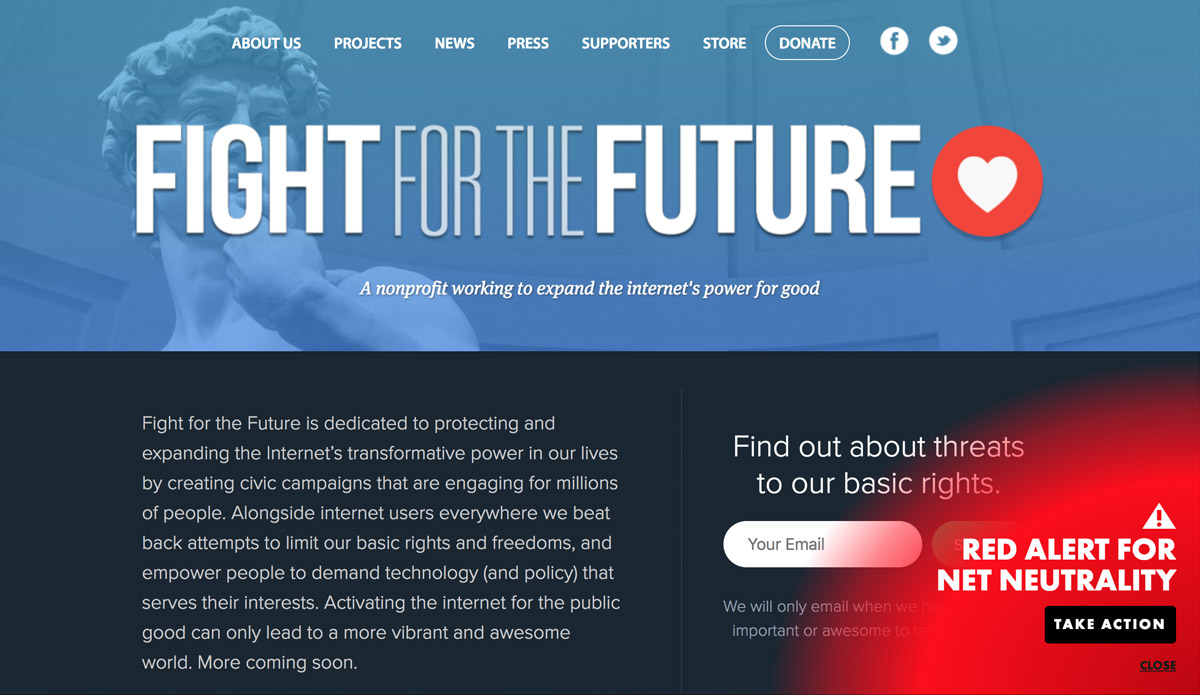 ABOUT US PROJECTS NEWS PRESS SUPPORTERS STORE DONATE
FIGHT FOR THE FUTURE
A nonprofit working to expand the internet's power for good
Fight for the Future is dedicated to protecting and
expanding the Internet’s transformative power in our lives
by creating civic campaigns that are engaging for millions
of people. Alongside internet users everywhere we beat
back attempts to limit our basic rights and freedoms, and
empower people to demand technology (and policy) that
serves their interests. Activating the internet for the public
good can only lead to a more vibrant and awesome
world. More coming soon.
Find out about threats
to our basic rights.
Your Email
We will only email when we
important or awesome to
RED ALERT FOR
NET NEUTRALITY
TAKE ACTION
CLOSE